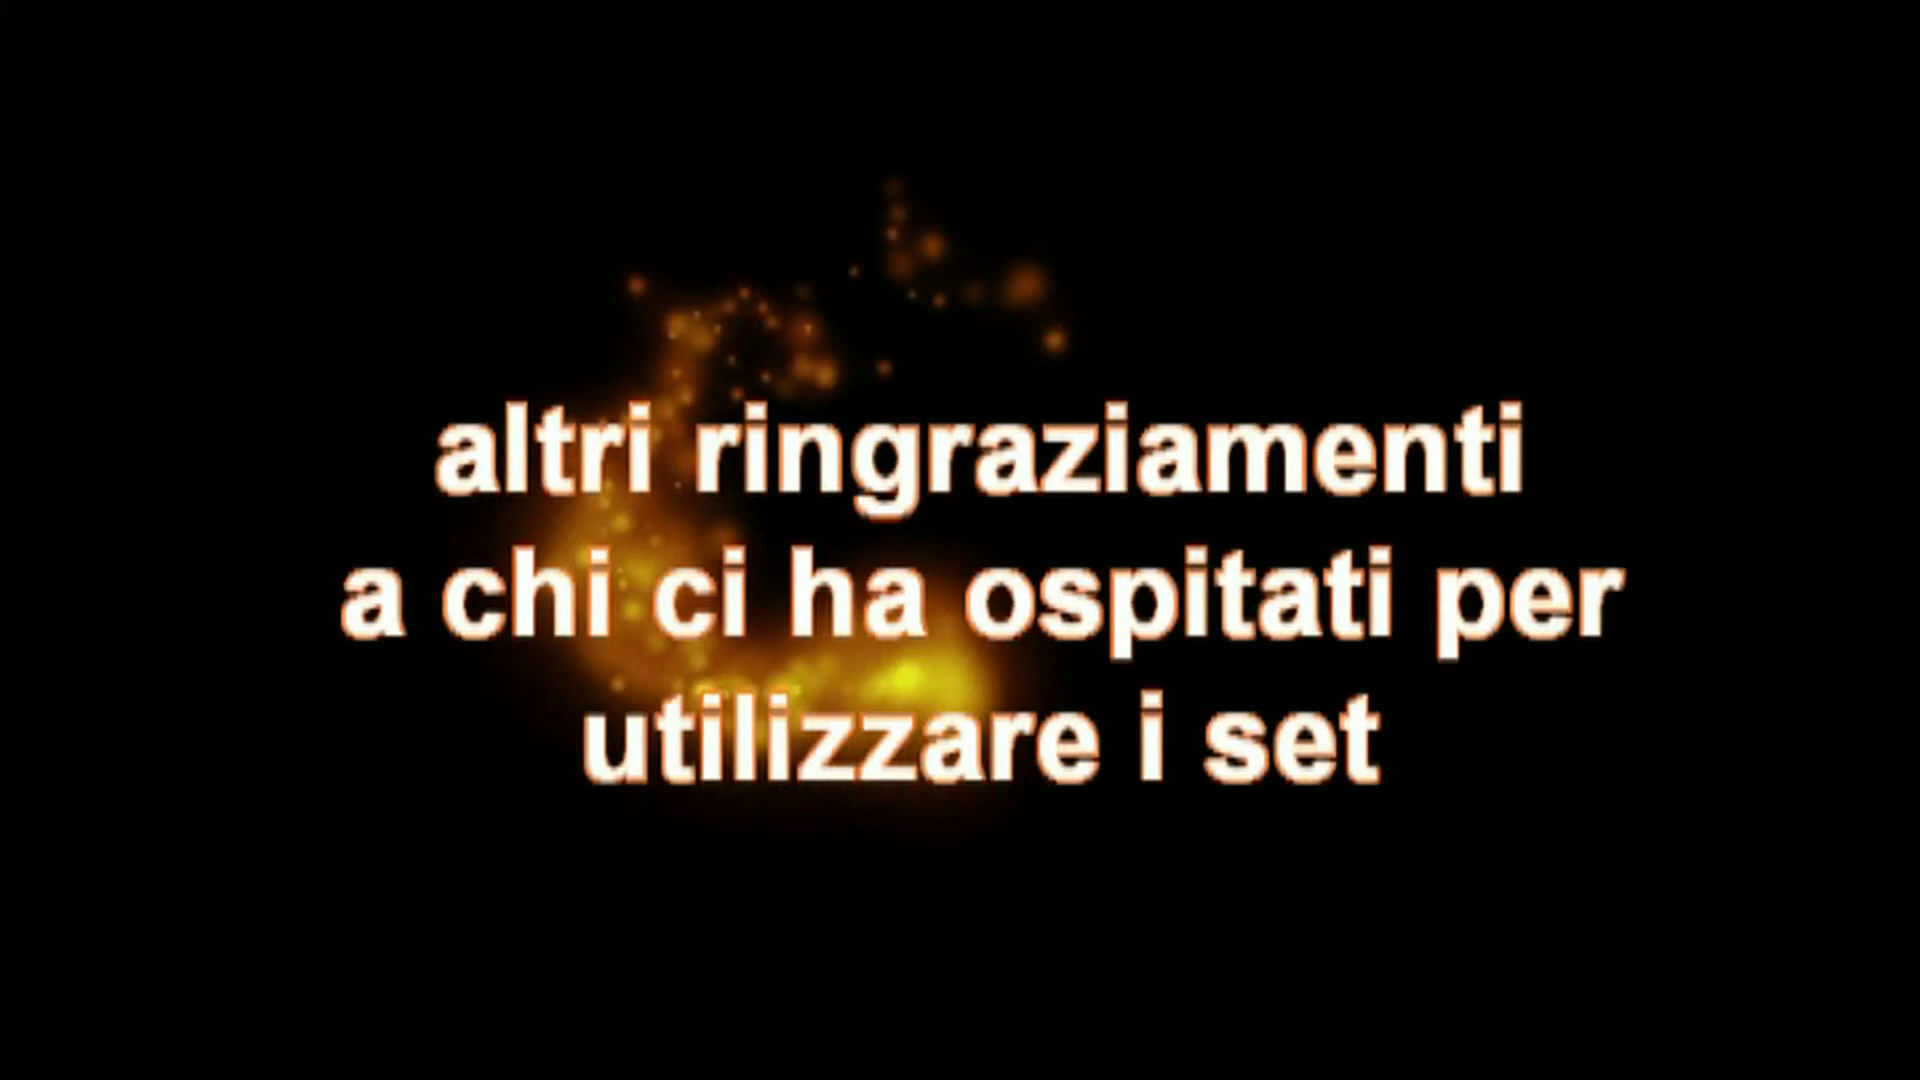 altri ringraziamenti
a chi ci ha ospitati per
utilizzare i set